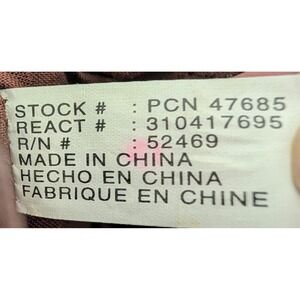 STOCK # : PCN 47685
REACT # : 310417695
R/N # : 52469
MADE IN CHINA
HECHO EN CHINA
FABRIQUE EN CHINE